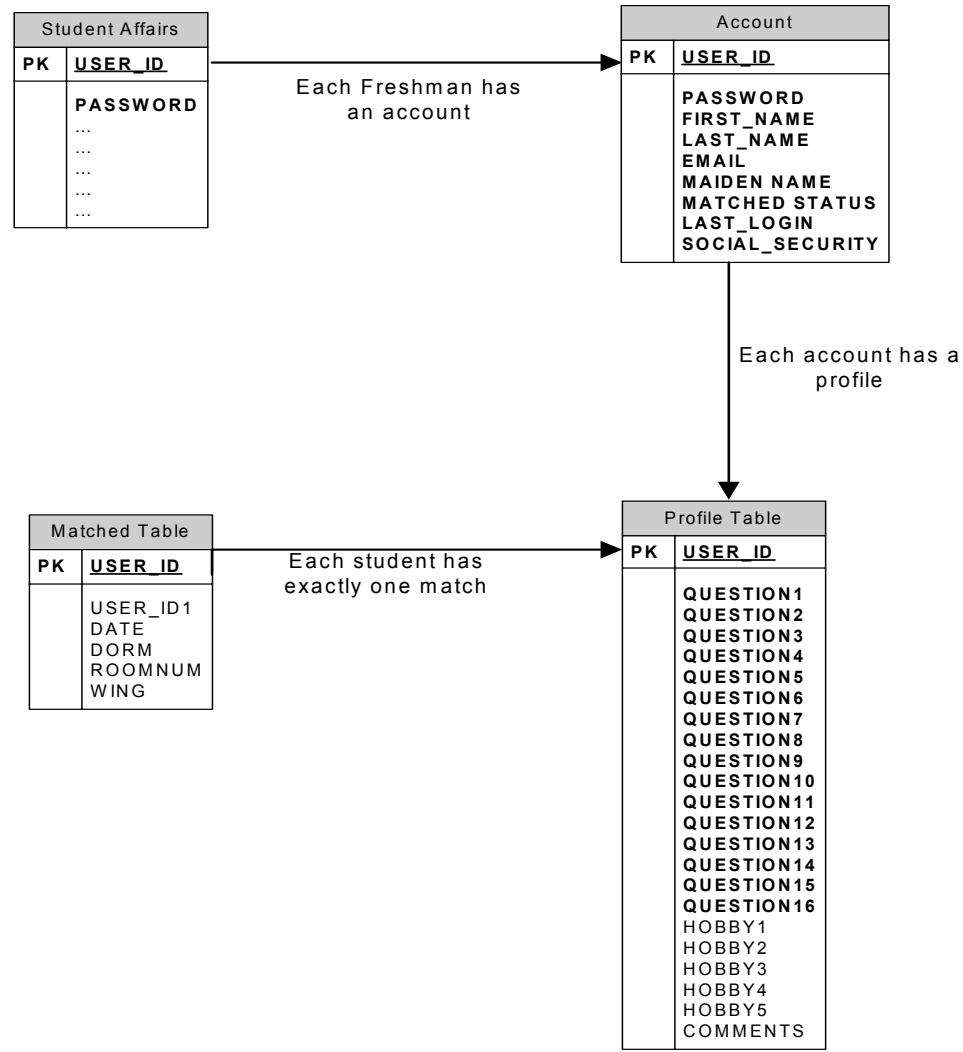 Student Affairs
PK USER_ID
PASSWORD
...
...
...
...
...
Each Freshman has
an account
Account
PK USER_ID
PASSWORD
FIRST_NAME
LAST_NAME
EMAIL
MAIDEN NAME
MATCHED STATUS
LAST_LOGIN
SOCIAL_SECURITY
Each account has a
profile
Matched Table
PK USER_ID
USER_ID1
DATE
DORM
ROOMNUM
WING
Each student has
exactly one match
Profile Table
PK USER_ID
QUESTION1
QUESTION2
QUESTION3
QUESTION4
QUESTION5
QUESTION6
QUESTION7
QUESTION8
QUESTION9
QUESTION10
QUESTION11
QUESTION12
QUESTION13
QUESTION14
QUESTION15
QUESTION16
HOBBY1
HOBBY2
HOBBY3
HOBBY4
HOBBY5
COMMENTS